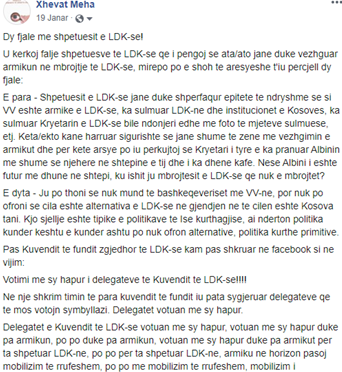 Xhevat Meha
19 Janar ·
Dy fjale me shpetuesit e LDK-se!
U kerkoj falje shpetuesve te LDK-se qe i pengoj se ata/ato jane duke vezhguar
armikun ne mbrojtje te LDK-se, mirepo po e shoh te aresyeshe t'iu percjell dy
fjale:
E para - Shpetuesit e LDK-se jane duke shperfaqur epitete te ndryshme se si
VV eshte armike e LDK-se, ka sulmuar LDK-ne dhe institucionet e Kosoves, ka
sulmuar Kryetarin e LDK-se bile ndonjeri edhe me foto te mjeteve sulmuese,
etj. Keta/ekto kane harruar sigurishte se jane shume te zene me vezhgimin e
armikut dhe per kete arsye po iu perkujtoj se Kryetari i tyre e ka pranuar Albinin
me shume se njehere ne shtepine e tij dhe i ka dhene kafe. Nese Albini i eshte
futur me dhune ne shtepi, ku ishit ju mbrojtesit e LDK-se qe nuk e mbrojtet?
E dyta - Ju po thoni se nuk mund te bashkeqeveriset me VV-ne, por nuk po
ofroni se cila eshte alternativa e LDK-se ne gjendjen ne te cilen eshte Kosova
tani. Kjo sjellje eshte tipike e politikave te Ise kurthagjise, ai nderton politika
kunder keshtu e kunder ashtu po nuk ofron alternative, politika kurthe primitive.
Pas Kuvendit te fundit zgjedhor te LDK-se kam pas shkruar ne facebook si ne
vijim:
Votimi me sy hapur i delegateve te Kuvendit te LDK-se!!!!
Ne nje shkrim timin te para kuvendit te fundit iu pata sygjeruar delegateve qe
te mos votojn symbyllazi. Delegatet votuan me sy hapur.
Delegatet e Kuvendit te LDK-se votuan me sy hapur, votuan me sy hapur duke
pa armikun, po po duke pa armikun, votuan me sy hapur duke pa armikut per
ta shpetuar LDK-ne, po po per ta shpetuar LDK-ne, armiku ne horizon pasoj
mobilizim te rrufeshem, po po me mobilizim te rrufeshem, mobilizim i